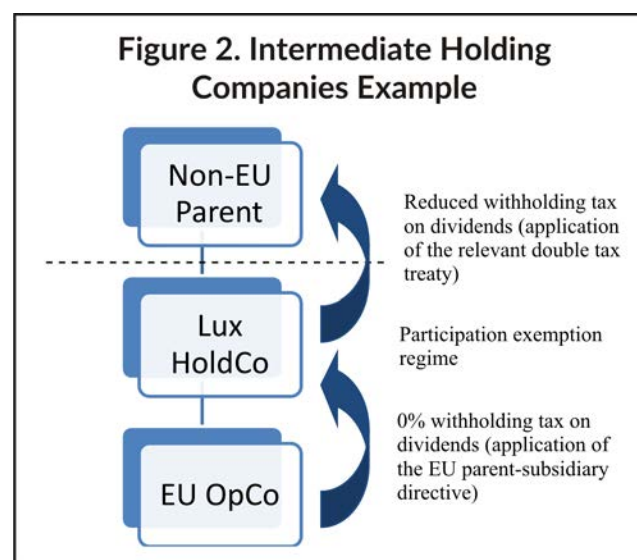 Figure 2. Intermediate Holding
Companies Example
Non-EU
Parent
Reduced withholding tax
on dividends (application
of the relevant double tax
treaty)
Lux
HoldCo
Participation exemption
regime
EU OpCo
0% withholding tax on
dividends (application of
the EU parent-subsidiary
directive)